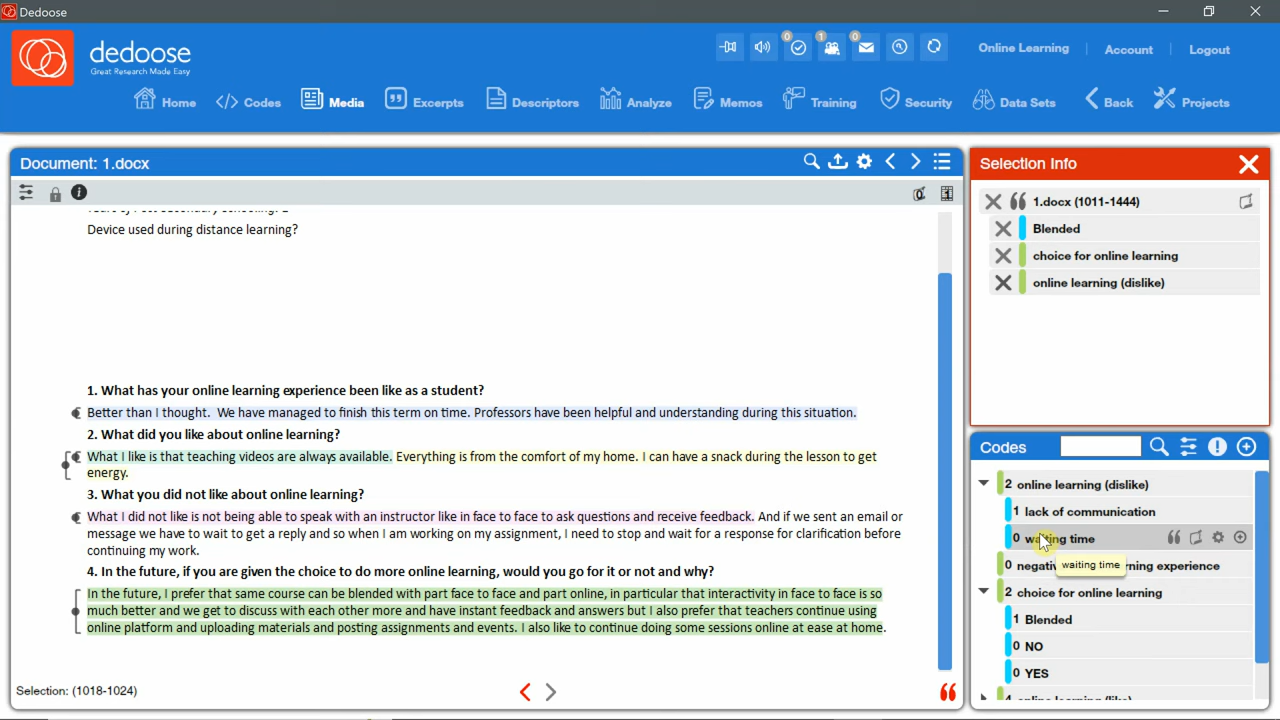 Dedoose
dedoose
Great Research Made Easy
0 1 0
Online Learning Account Logout
Home Codes Media Excerpts Descriptors Analyze Memos Training Security Data Sets Back Projects
Document: 1.docx
Device used during distance learning?
1. What has your online learning experience been like as a student?
Better than I thought. We have managed to finish this term on time. Professors have been helpful and understanding during this situation.
2. What did you like about online learning?
What I like is that teaching videos are always available. Everything is from the comfort of my home. I can have a snack during the lesson to get
energy.
3. What you did not like about online learning?
What I did not like is not being able to speak with an instructor like in face to face to ask questions and receive feedback. And if we sent an email or
message we have to wait to get a reply and so when I am working on my assignment, I need to stop and wait for a response for clarification before
continuing my work.
4. In the future, if you are given the choice to do more online learning, would you go for it or not and why?
In the future, I prefer that same course can be blended with part face to face and part online, in particular that interactivity in face to face is so
much better and we get to discuss with each other more and have instant feedback and answers but I also prefer that teachers continue using
online platform and uploading materials and posting assignments and events. I also like to continue doing some sessions online at ease at home.
Selection: (1018-1024)
Selection Info
1.docx (1011-1444)
Blended
choice for online learning
online learning (dislike)
Codes
2 online learning (dislike)
1 lack of communication
0 waiting time
waiting time
0 experience
2 choice for online learning
1 Blended
0 NO
0 YES